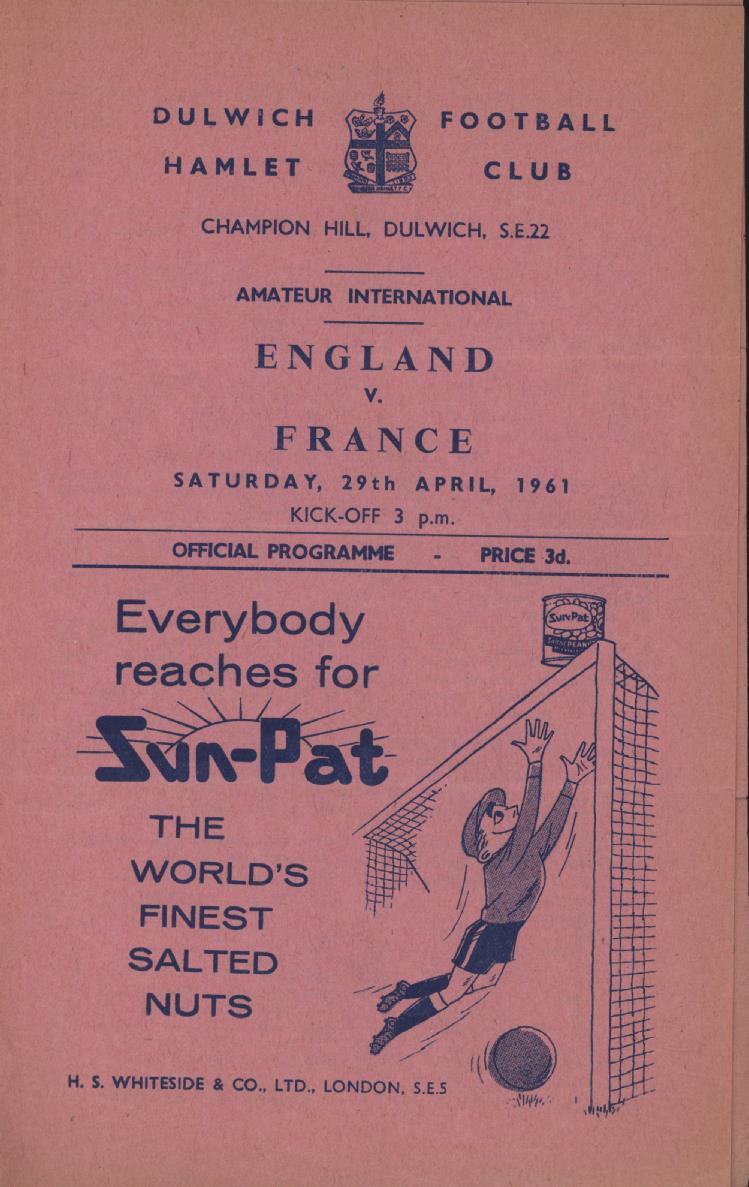 DULWICH FOOTBALL
HAMLET CLUB
CHAMPION HILL, DULWICH, S.E.22
AMATEUR INTERNATIONAL
ENGLAND
v.
FRANCE
SATURDAY, 29th APRIL, 1961
KICK-OFF 3 p.m.
OFFICIAL PROGRAMME - PRICE 3d.
Everybody
reaches for
Sun-Pat
THE
WORLD'S
FINEST
SALTED
NUTS
Sun-Pat
H. S. WHITESIDE & CO., LTD., LONDON, S.E.5